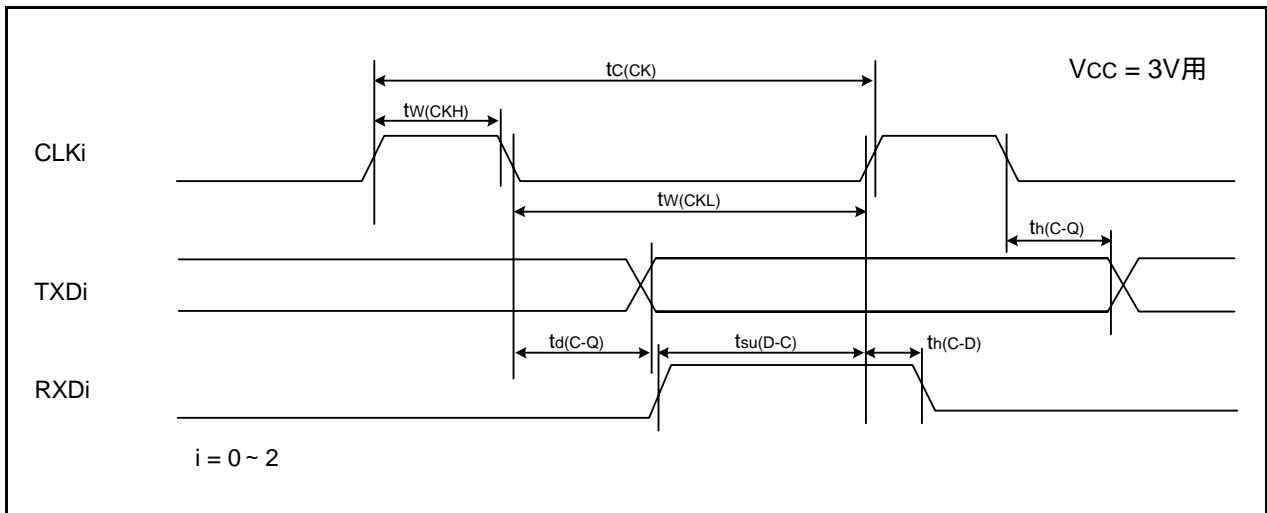 tC(CK)
VCC = 3V用
tW(CKH)
CLKi
tW(CKL)
th(C-Q)
TXDi
td(C-Q)
tsu(D-C)
th(C-D)
RXDi
i = 0 ~ 2